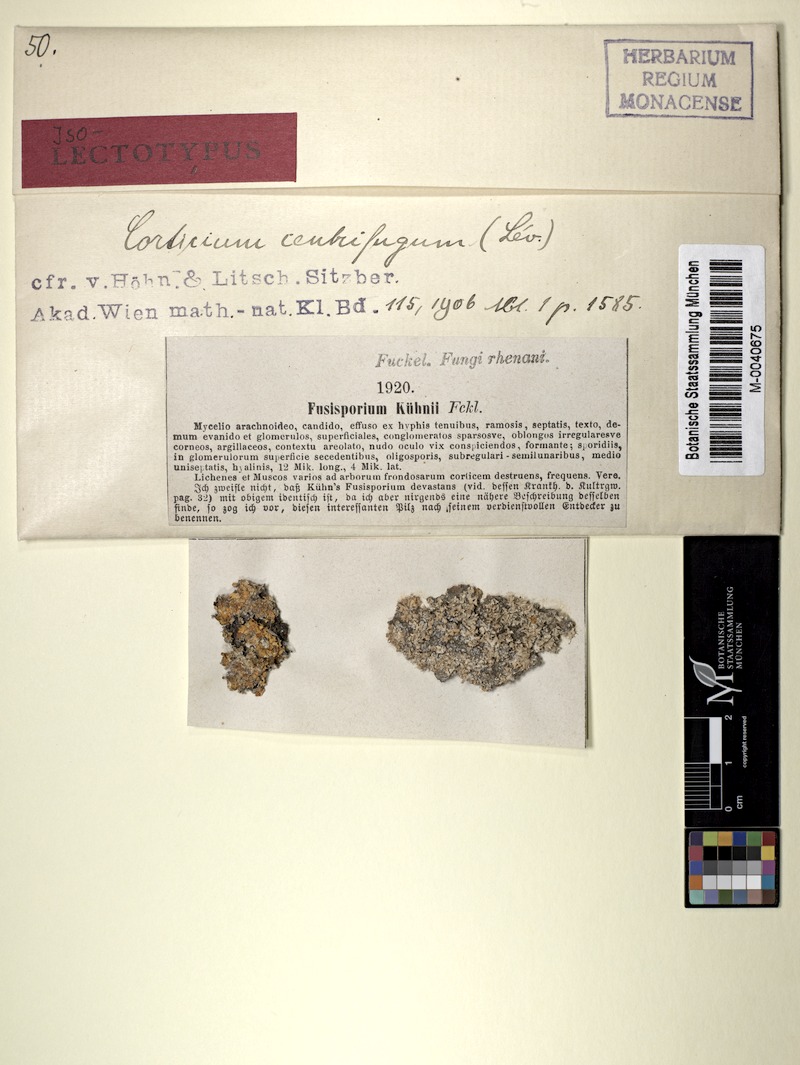 50.
HERBARIUM
REGIUM
MONACENSE
Iso-
LECTOTYPUS
Corticium centrifugum (Lév.)
cfr. v. Höhn. & Litsch. Sitzber.
Akad. Wien math.-nat. Kl. Bd. 115, 1906 Abt. 1 p. 1585.
Fuckel. Fungi rhenani.
1920.
Fusisporium Kühnii Fckl.
Mycelio arachnoideo, candido, effuso ex hyphis tenuibus, ramosis, septatis, texto, de-
mum evanido et glomerulos, superficiales, conglomeratos sparsosve, oblongos irregularesve
corneos, argillaceos, contextu areolato, nudo oculo vix conspiciendos, formante; sporidiis,
in glomerulorum superficie secedentibus, oligosporis, subregulari-semilunaribus, medio
uniseptatis, hyalinis, 12 Mik. long., 4 Mik. lat.
Lichenes et Muscos varios ad arborum frondosarum corticem destruens, frequens. Vere.
Ich zweifle nicht, daß Kühn's Fusisporium devastans (vid. dessen Krankh. d. Kulturgw.
pag. 32) mit obigem identisch ist, da ich aber nirgends eine nähere Beschreibung desselben
finde, so zog ich vor, diesen interessanten Pilz nach seinem verdienstvollen Entdecker zu
benennen.
Botanische Staatssammlung München
M-0040675
BOTANISCHE
STAATSSAMMLUNG
MÜNCHEN
0 1 2
cm
copyright reserved